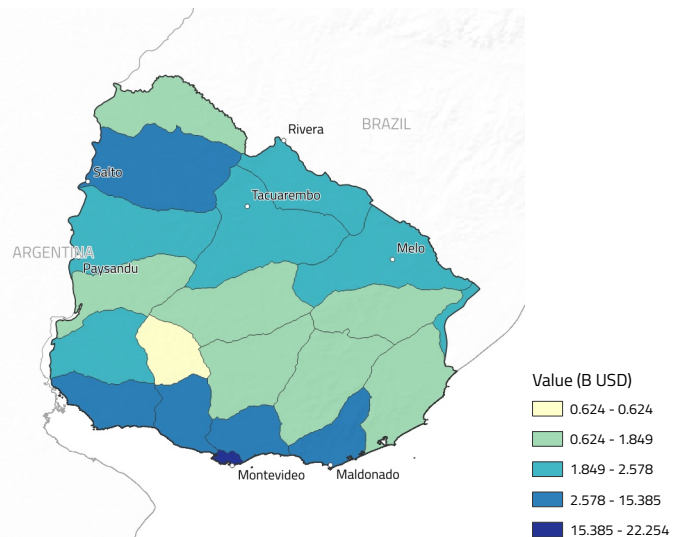 Rivera
BRAZIL
Salto
Tacuarembo
ARGENTINA
Melo
Paysandu
Montevideo
Maldonado
Value (B USD)
0.624 - 0.624
0.624 - 1.849
1.849 - 2.578
2.578 - 15.385
15.385 - 22.254